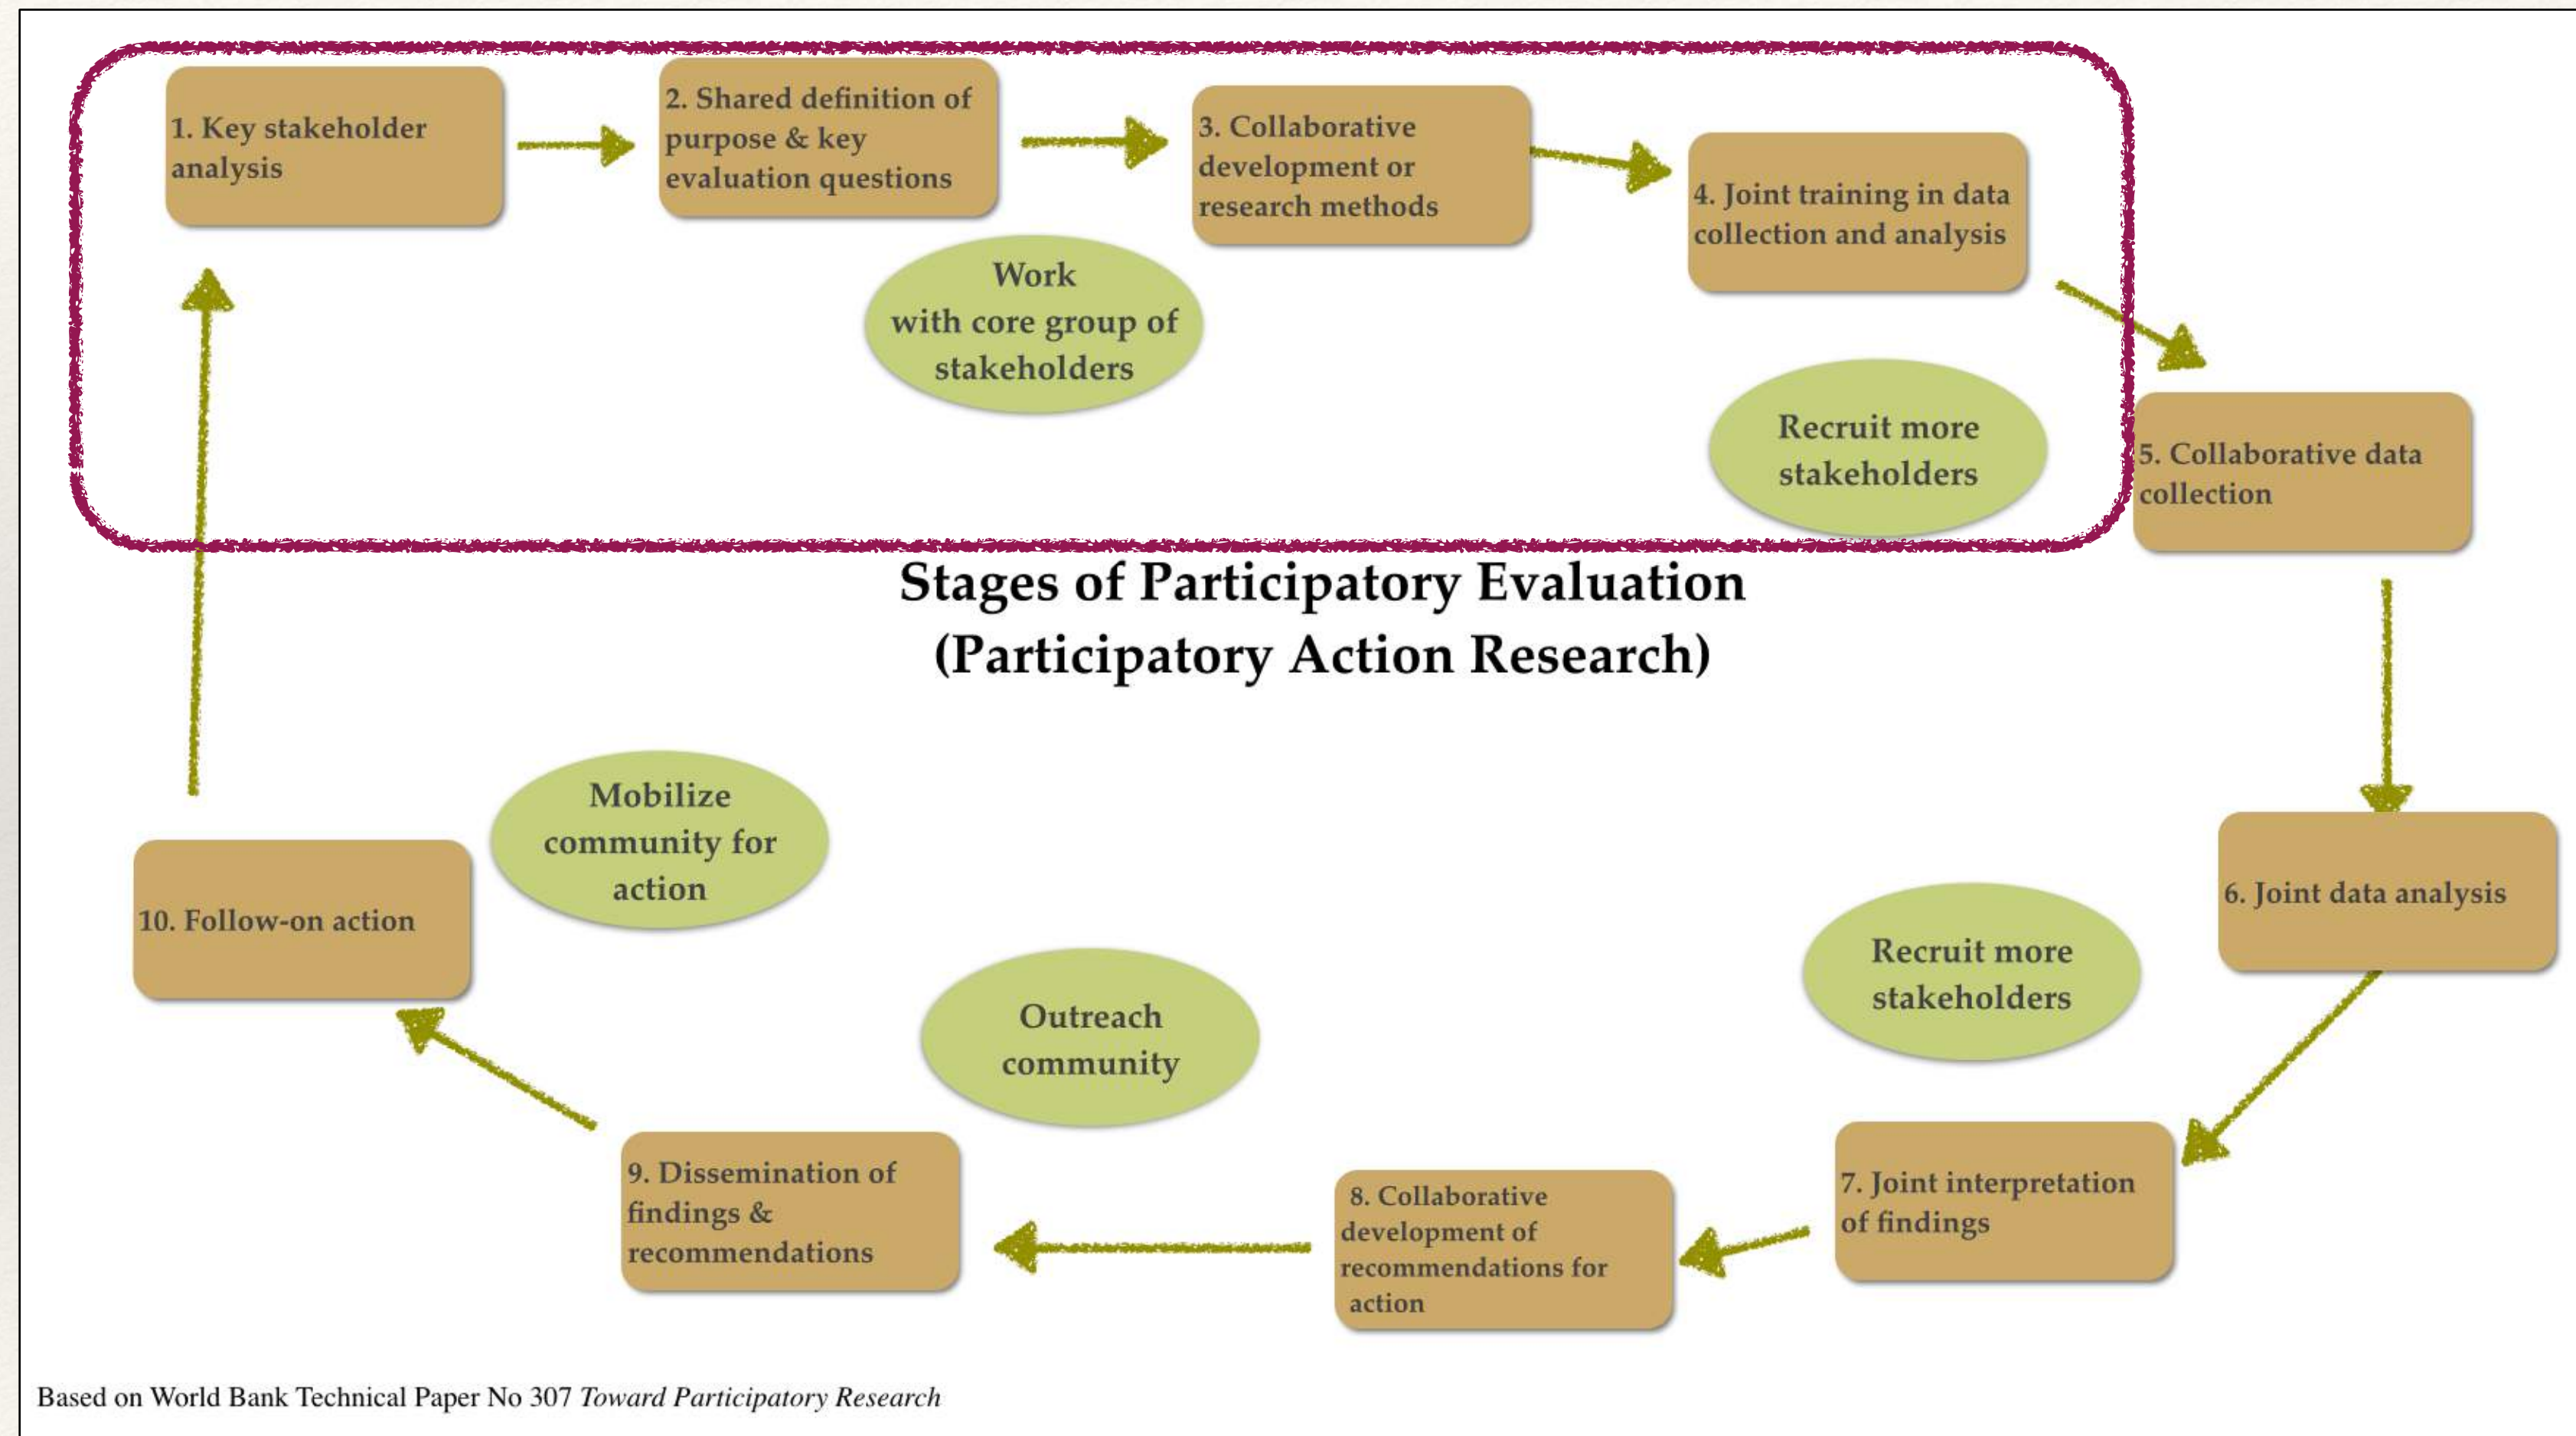 1. Key stakeholder
analysis
2. Shared definition of
purpose & key
evaluation questions
3. Collaborative
development or
research methods
4. Joint training in data
collection and analysis
Work
with core group of
stakeholders
Recruit more
stakeholders
5. Collaborative data
collection
Stages of Participatory Evaluation
(Participatory Action Research)
6. Joint data analysis
Recruit more
stakeholders
7. Joint interpretation
of findings
8. Collaborative
development of
recommendations for
action
Outreach
community
9. Dissemination of
findings &
recommendations
Mobilize
community for
action
10. Follow-on action
Based on World Bank Technical Paper No 307 Toward Participatory Research